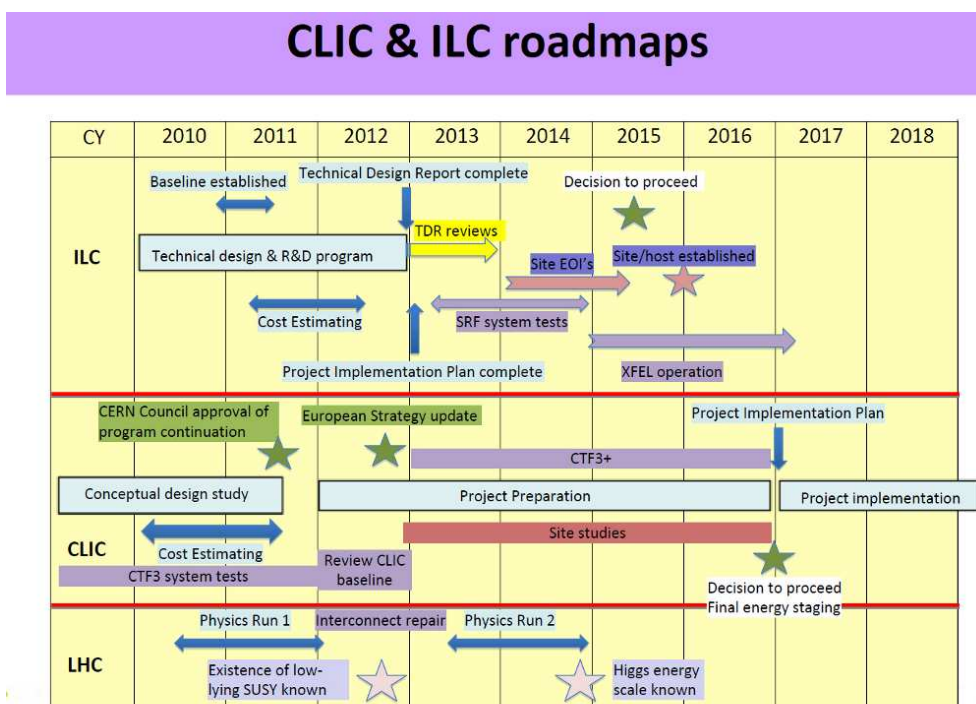 CLIC & ILC roadmaps
CY 2010 2011 2012 2013 2014 2015 2016 2017 2018
ILC
Baseline established
Technical Design Report complete
Decision to proceed
TDR reviews
Technical design & R&D program
Site EOI's
Site/host established
Cost Estimating
SRF system tests
Project Implementation Plan complete
XFEL operation
CLIC
CERN Council approval of
program continuation
European Strategy update
Project Implementation Plan
CTF3+
Conceptual design study
Project Preparation
Project implementation
Site studies
Cost Estimating
CTF3 system tests
Review CLIC
baseline
Decision to proceed
Final energy staging
LHC
Physics Run 1
Interconnect repair
Physics Run 2
Existence of low-
lying SUSY known
Higgs energy
scale known